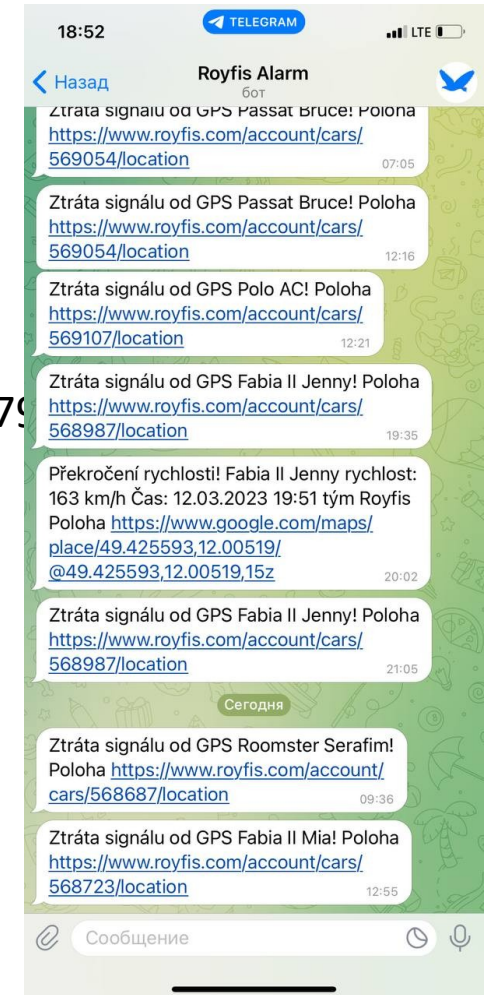 18:52
TELEGRAM
LTE
Назад
Royfis Alarm
бот
Ztráta signálu od GPS Passat Bruce! Poloha
https://www.royfis.com/account/cars/
569054/location
07:05
Ztráta signálu od GPS Passat Bruce! Poloha
https://www.royfis.com/account/cars/
569054/location
12:16
Ztráta signálu od GPS Polo AC! Poloha
https://www.royfis.com/account/cars/
569107/location
12:21
Ztráta signálu od GPS Fabia II Jenny! Poloha
https://www.royfis.com/account/cars/
568987/location
19:35
Překročení rychlosti! Fabia II Jenny rychlost:
163 km/h Čas: 12.03.2023 19:51 tým Royfis
Poloha https://www.google.com/maps/
place/49.425593,12.00519/
@49.425593,12.00519,15z
20:02
Ztráta signálu od GPS Fabia II Jenny! Poloha
https://www.royfis.com/account/cars/
568987/location
21:05
Сегодня
Ztráta signálu od GPS Roomster Serafim!
Poloha https://www.royfis.com/account/
cars/568687/location
09:36
Ztráta signálu od GPS Fabia II Mia! Poloha
https://www.royfis.com/account/cars/
568723/location
12:55
Сообщение